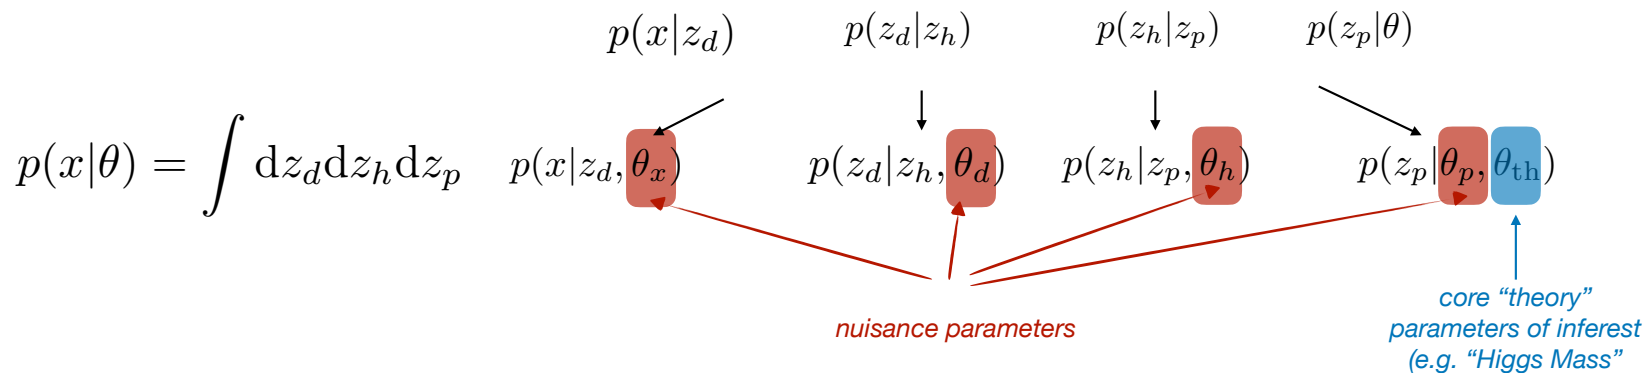 p(x|z_d) p(z_d|z_h) p(z_h|z_p) p(z_p|θ)
p(x|θ) = ∫ dz_d dz_h dz_p p(x|z_d, θ_x) p(z_d|z_h, θ_d) p(z_h|z_p, θ_h) p(z_p|θ_p, θ_th)
nuisance parameters
core “theory”
parameters of interest
(e.g. “Higgs Mass”